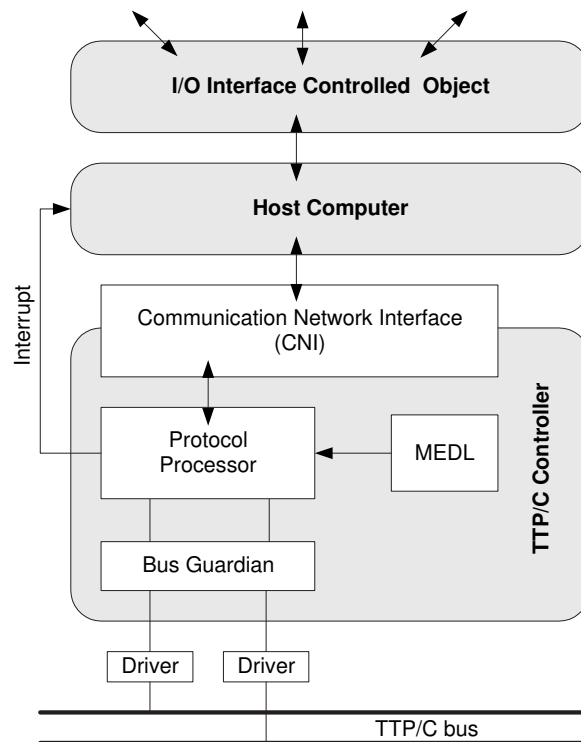 I/O Interface Controlled Object
Host Computer
Interrupt
Communication Network Interface
(CNI)
Protocol
Processor
MEDL
TTP/C Controller
Bus Guardian
Driver
Driver
TTP/C bus